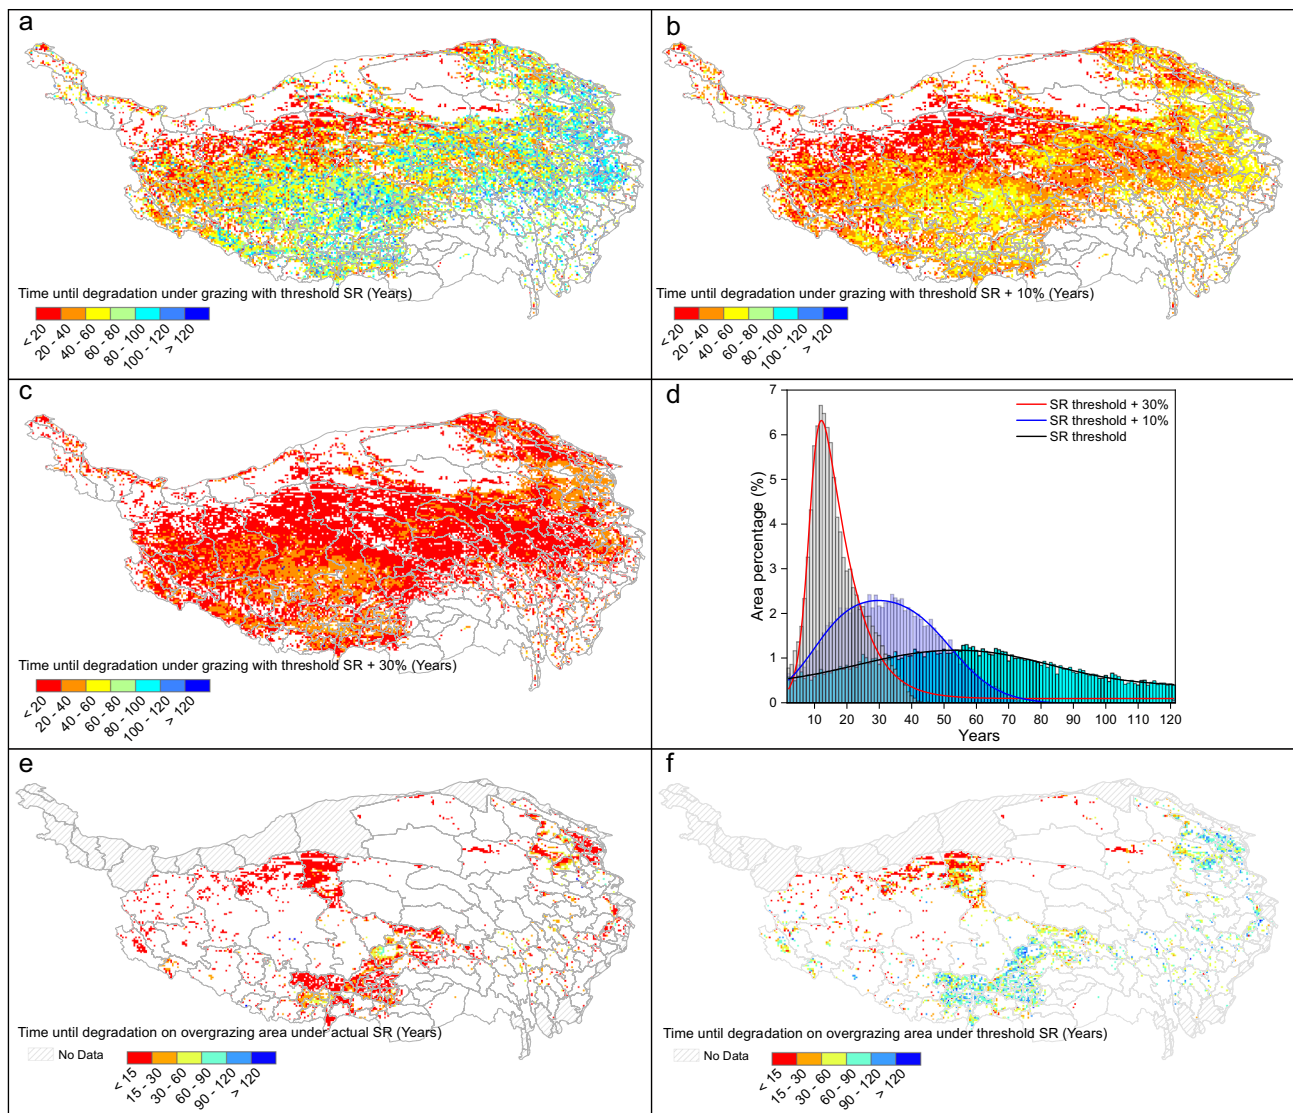 a
Time until degradation under grazing with threshold SR (Years)
< 20
20 - 40
40 - 60
60 - 80
80 - 100
100 - 120
> 120
b
Time until degradation under grazing with threshold SR + 10% (Years)
< 20
20 - 40
40 - 60
60 - 80
80 - 100
100 - 120
> 120
c
Time until degradation under grazing with threshold SR + 30% (Years)
< 20
20 - 40
40 - 60
60 - 80
80 - 100
100 - 120
> 120
d
7
6
5
4
3
2
1
0
Area percentage (%)
SR threshold + 30%
SR threshold + 10%
SR threshold
10 20 30 40 50 60 70 80 90 100 110 120
Years
e
Time until degradation on overgrazing area under actual SR (Years)
No Data
< 15
15 - 30
30 - 60
60 - 90
90 - 120
> 120
f
Time until degradation on overgrazing area under threshold SR (Years)
No Data
< 15
15 - 30
30 - 60
60 - 90
90 - 120
> 120